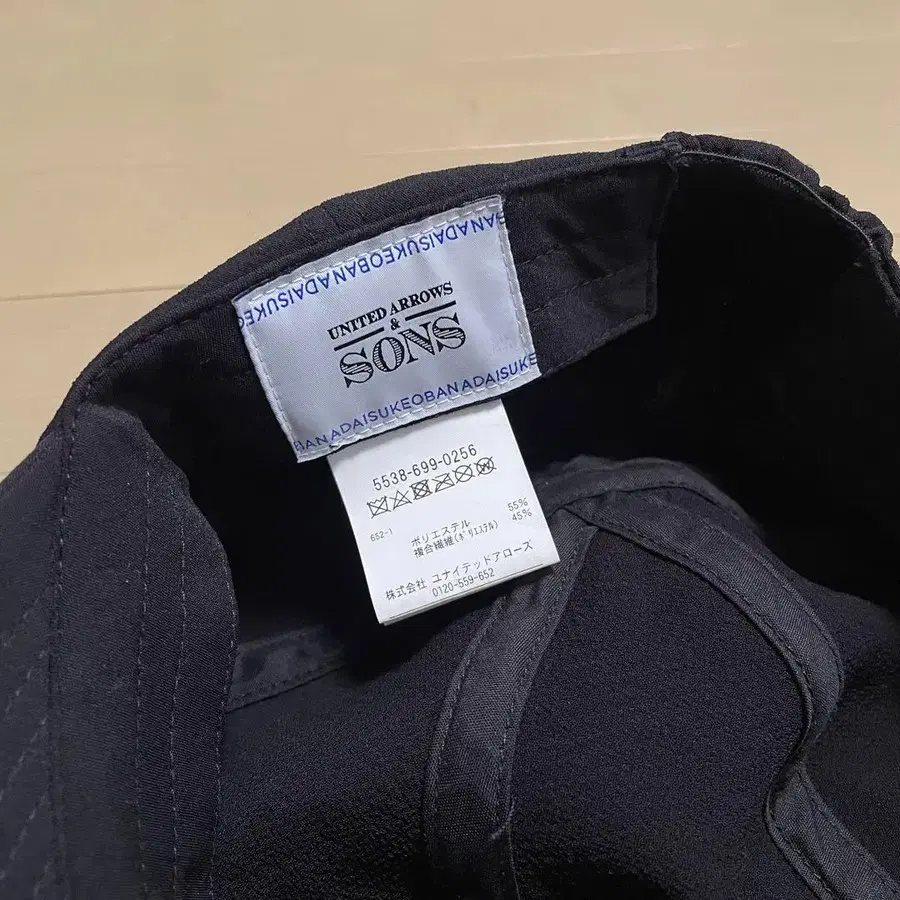 BANADAISUKEOBANADAISUKEOBAN
UNITED ARROWS
&
SONS
BANADAISUKEOBANADAISUKEOBAN
5538-699-0256
652-1
ポリエステル 55%
複合繊維(ポリエステル) 45%
株式会社 ユナイテッドアローズ
0120-559-652